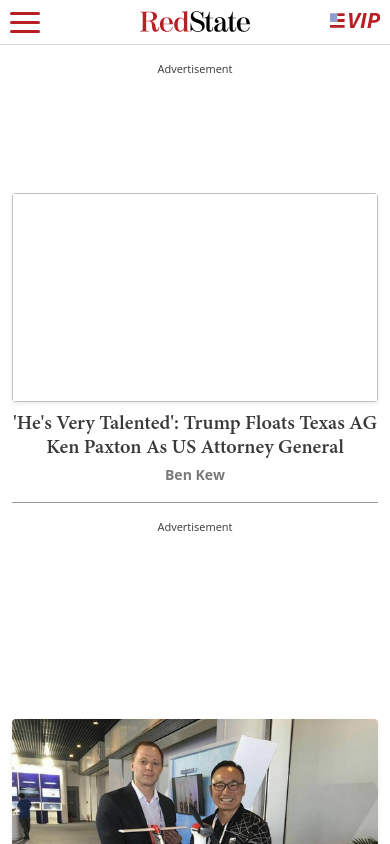 RedState
VIP
Advertisement
'He's Very Talented': Trump Floats Texas AG
Ken Paxton As US Attorney General
Ben Kew
Advertisement